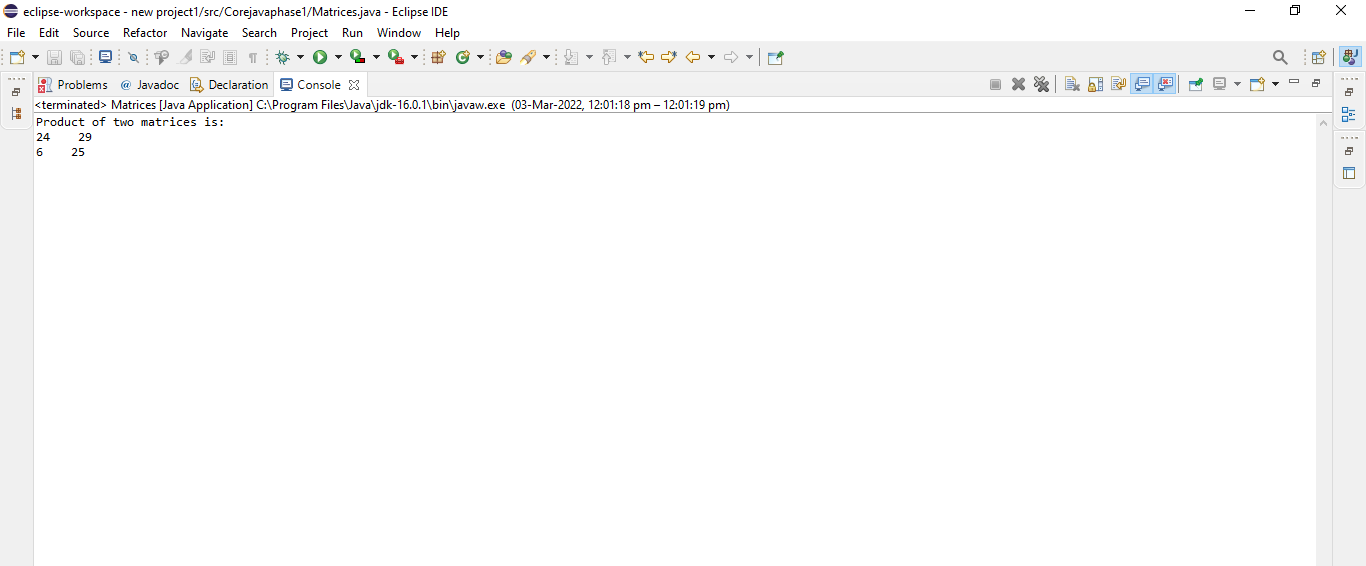 eclipse-workspace - new project1/src/Corejavaphase1/Matrices.java - Eclipse IDE
File Edit Source Refactor Navigate Search Project Run Window Help
Problems @ Javadoc Declaration Console
<terminated> Matrices [Java Application] C:\Program Files\Java\jdk-16.0.1\bin\javaw.exe (03-Mar-2022, 12:01:18 pm – 12:01:19 pm)
Product of two matrices is:
24 29
6 25